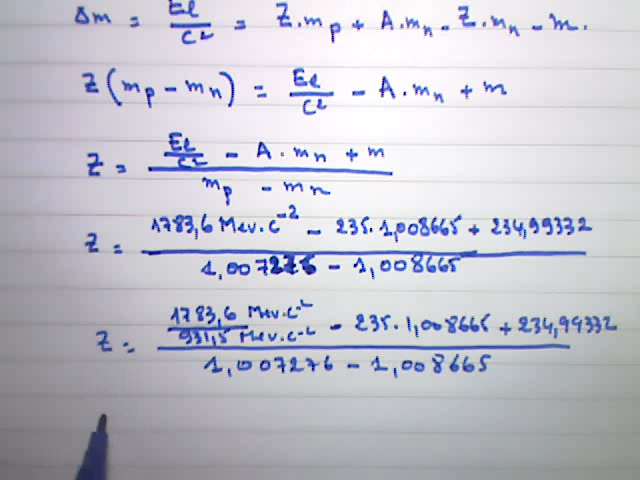 Δm = El/C² = Z.mp + A.mn - Z.mn - m.
Z(mp - mn) = El/C² - A.mn + m
Z = (El/C² - A.mn + m)/(mp - mn)
Z = (1783,6 Mev.c⁻² - 235.1,008665 + 234,99332)/(1,007276 - 1,008665)
Z = (1783,6 Mev.c⁻²/931,5 Mev.c⁻² - 235.1,008665 + 234,99332)/(1,007276 - 1,008665)